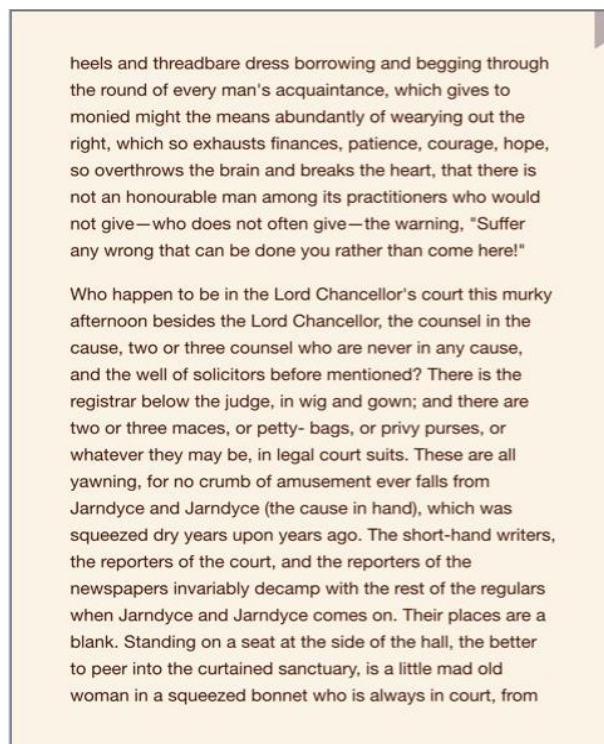 heels and threadbare dress borrowing and begging through
the round of every man's acquaintance, which gives to
monied might the means abundantly of wearying out the
right, which so exhausts finances, patience, courage, hope,
so overthrows the brain and breaks the heart, that there is
not an honourable man among its practitioners who would
not give—who does not often give—the warning, "Suffer
any wrong that can be done you rather than come here!"
Who happen to be in the Lord Chancellor's court this murky
afternoon besides the Lord Chancellor, the counsel in the
cause, two or three counsel who are never in any cause,
and the well of solicitors before mentioned? There is the
registrar below the judge, in wig and gown; and there are
two or three maces, or petty- bags, or privy purses, or
whatever they may be, in legal court suits. These are all
yawning, for no crumb of amusement ever falls from
Jarndyce and Jarndyce (the cause in hand), which was
squeezed dry years upon years ago. The short-hand writers,
the reporters of the court, and the reporters of the
newspapers invariably decamp with the rest of the regulars
when Jarndyce and Jarndyce comes on. Their places are a
blank. Standing on a seat at the side of the hall, the better
to peer into the curtained sanctuary, is a little mad old
woman in a squeezed bonnet who is always in court, from